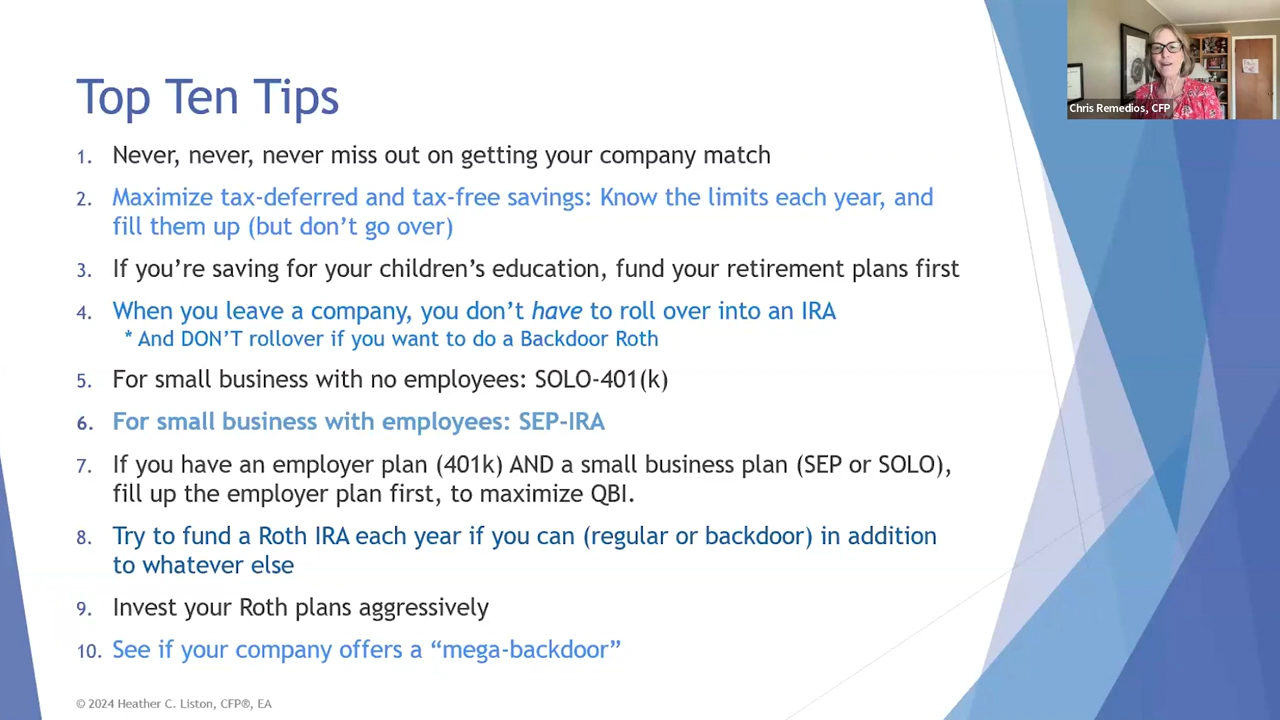 Chris Remedios, CFP
Top Ten Tips
1. Never, never, never miss out on getting your company match
2. Maximize tax-deferred and tax-free savings: Know the limits each year, and
fill them up (but don’t go over)
3. If you’re saving for your children’s education, fund your retirement plans first
4. When you leave a company, you don’t have to roll over into an IRA
* And DON’T rollover if you want to do a Backdoor Roth
5. For small business with no employees: SOLO-401(k)
6. For small business with employees: SEP-IRA
7. If you have an employer plan (401k) AND a small business plan (SEP or SOLO),
fill up the employer plan first, to maximize QBI.
8. Try to fund a Roth IRA each year if you can (regular or backdoor) in addition
to whatever else
9. Invest your Roth plans aggressively
10. See if your company offers a “mega-backdoor”
© 2024 Heather C. Liston, CFP®, EA